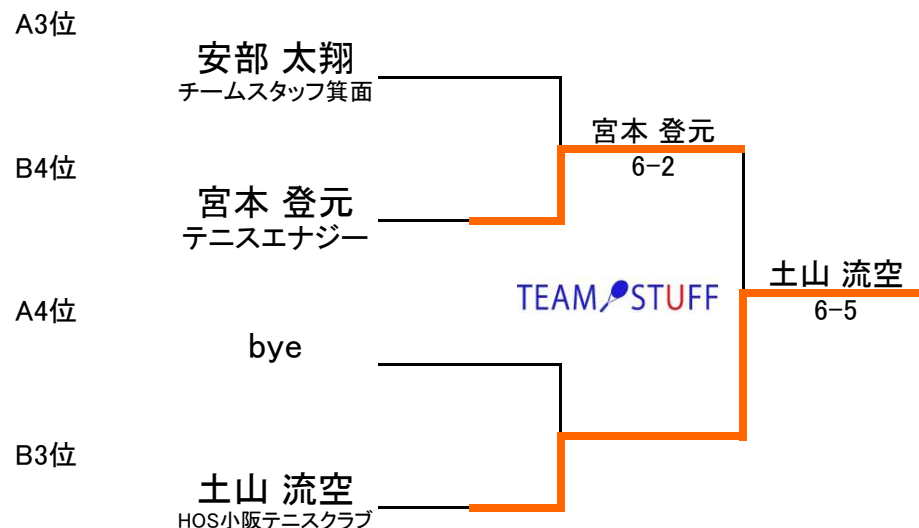 A3位
安部 太翔
チームスタッフ箕面
宮本 登元
6-2
B4位
宮本 登元
テニスエナジー
土山 流空
6-5
TEAM STUFF
A4位
bye
B3位
土山 流空
HOS小阪テニスクラブ